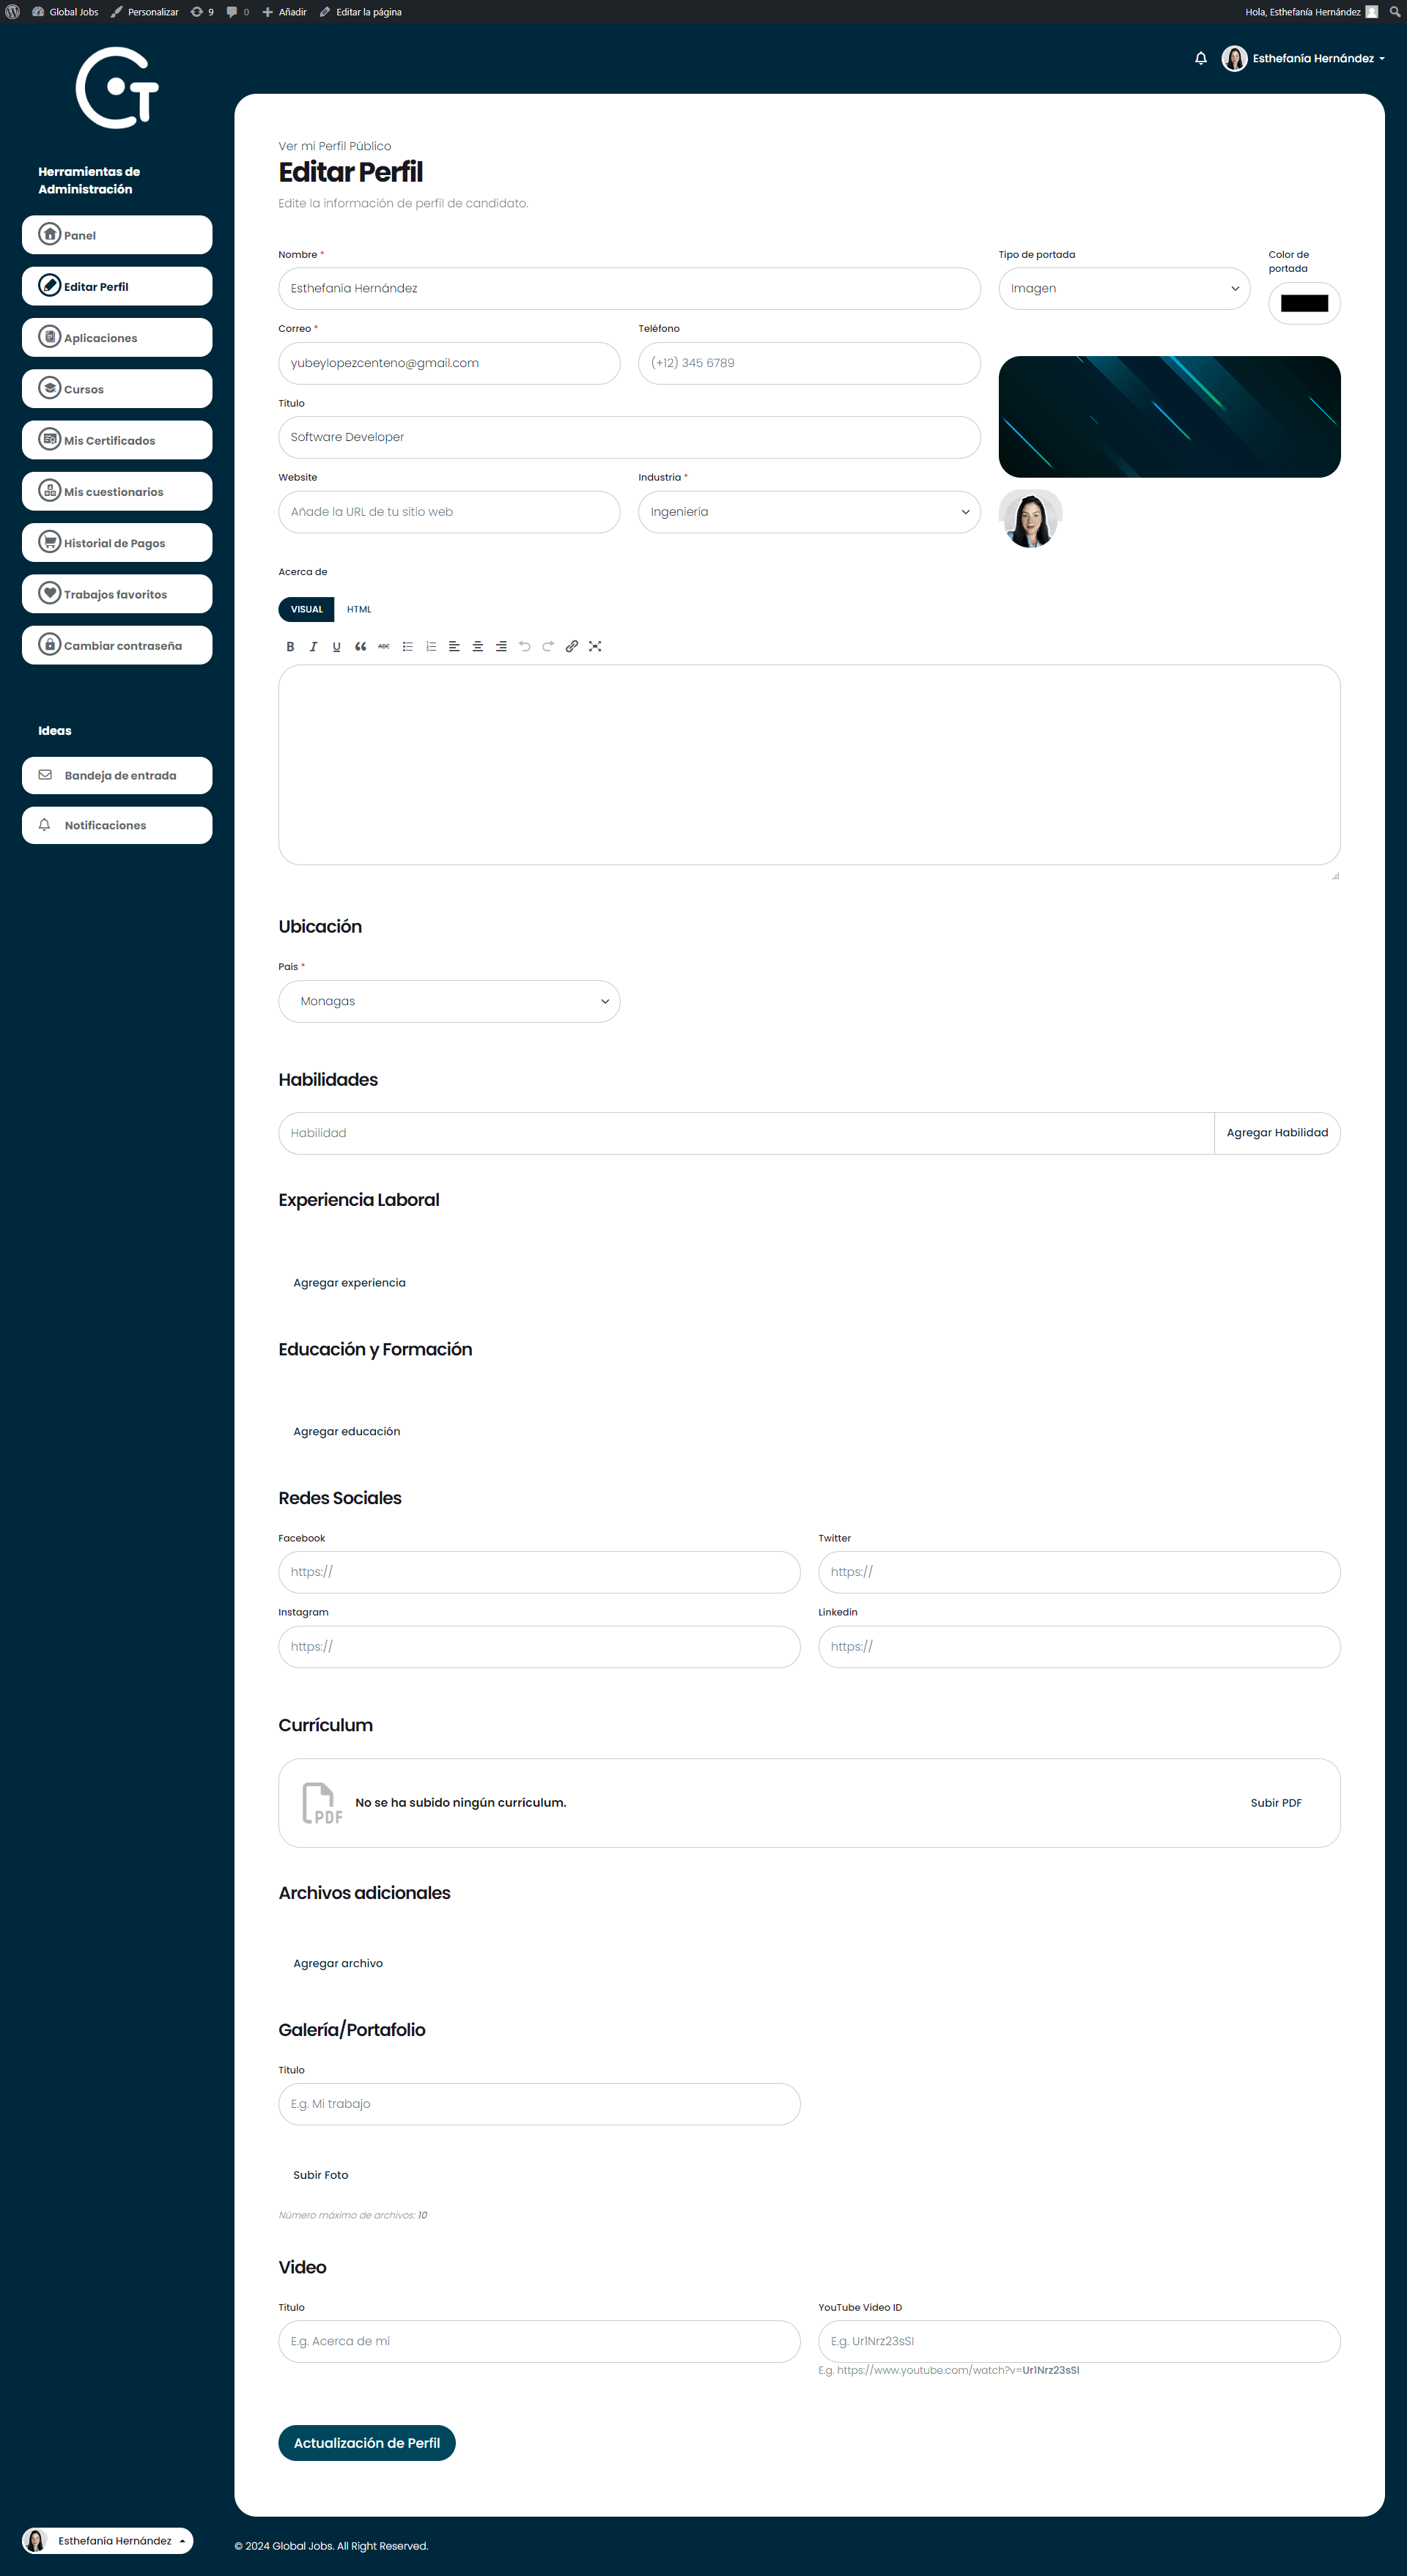 Global Jobs
Personalizar
9
0
Añadir
Editar la página
Hola, Esthefanía Hernández
Esthefanía Hernández
Herramientas de
Administración
Panel
Editar Perfil
Aplicaciones
Cursos
Mis Certificados
Mis cuestionarios
Historial de Pagos
Trabajos favoritos
Cambiar contraseña
Ideas
Bandeja de entrada
Notificaciones
Ver mi Perfil Público
Editar Perfil
Edite la información de perfil de candidato.
Nombre *
Esthefanía Hernández
Tipo de portada
Imagen
Color de
portada
Correo *
yubeylopezcenteno@gmail.com
Teléfono
(+12) 345 6789
Título
Software Developer
Website
Añade la URL de tu sitio web
Industria *
Ingeniería
Acerca de
VISUAL
HTML
B I U ABC
Ubicación
País *
Monagas
Habilidades
Habilidad
Agregar Habilidad
Experiencia Laboral
Agregar experiencia
Educación y Formación
Agregar educación
Redes Sociales
Facebook
https://
Twitter
https://
Instagram
https://
Linkedin
https://
Currículum
PDF
No se ha subido ningún currículum.
Subir PDF
Archivos adicionales
Agregar archivo
Galería/Portafolio
Título
E.g. Mi trabajo
Subir Foto
Número máximo de archivos: 10
Video
Título
E.g. Acerca de mí
YouTube Video ID
E.g. Ur1Nrz23sSI
E.g. https://www.youtube.com/watch?v=Ur1Nrz23sSI
Actualización de Perfil
Esthefanía Hernández
© 2024 Global Jobs. All Right Reserved.